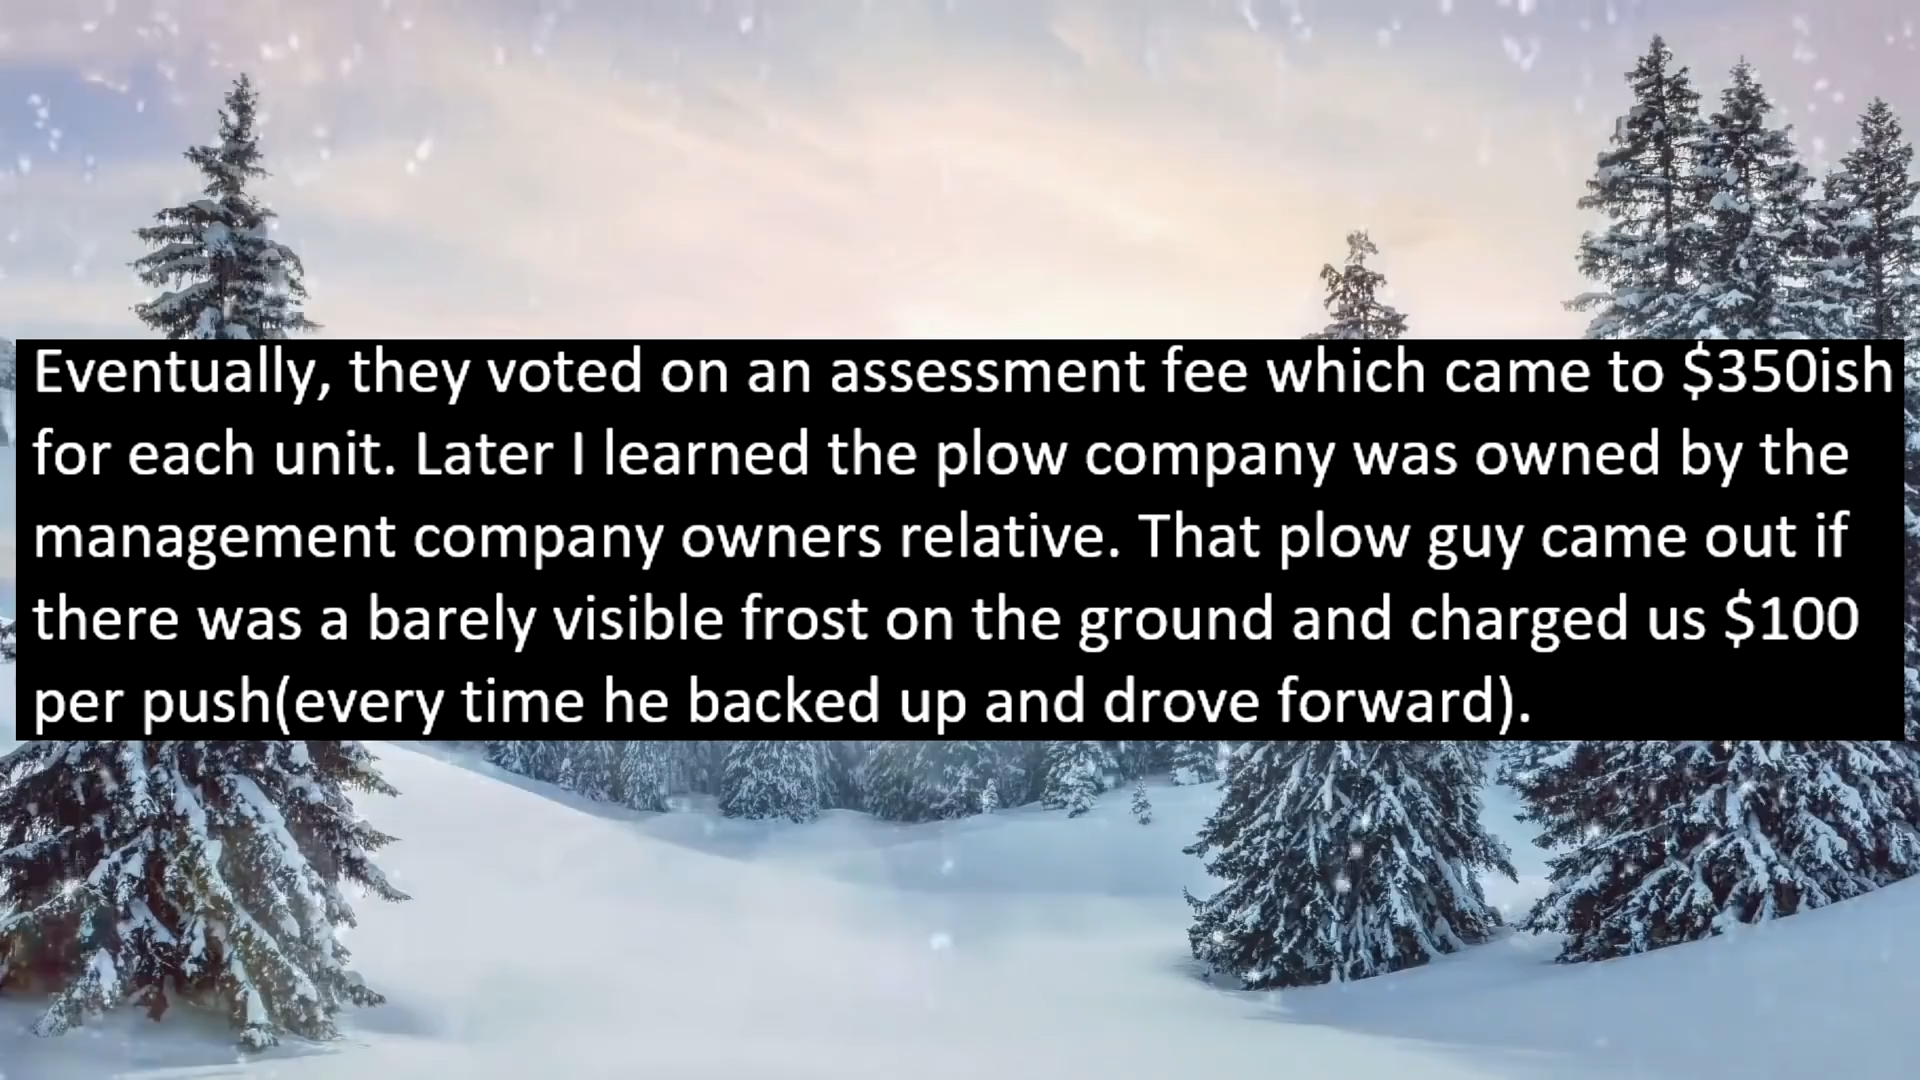 Eventually, they voted on an assessment fee which came to $350ish
for each unit. Later I learned the plow company was owned by the
management company owners relative. That plow guy came out if
there was a barely visible frost on the ground and charged us $100
per push(every time he backed up and drove forward).